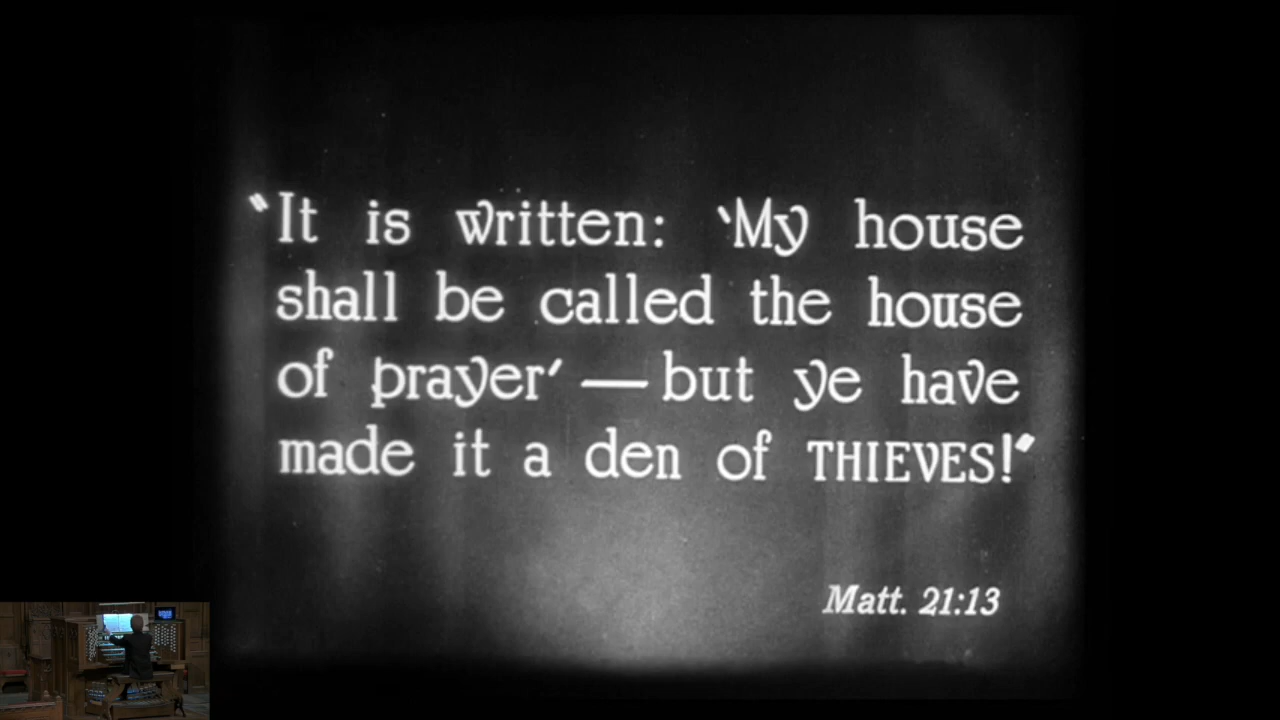 "It is written: 'My house
shall be called the house
of prayer' — but ye have
made it a den of THIEVES!"
Matt. 21:13